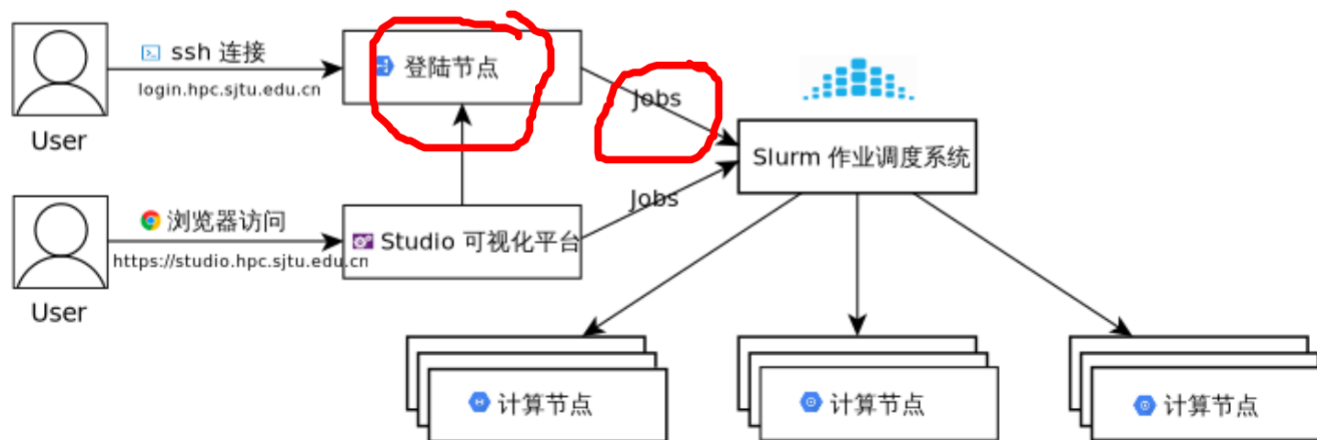 ssh 连接
login.hpc.sjtu.edu.cn
User
登陆节点
Jobs
Slurm 作业调度系统
浏览器访问
https://studio.hpc.sjtu.edu.cn
User
Studio 可视化平台
Jobs
计算节点
计算节点
计算节点